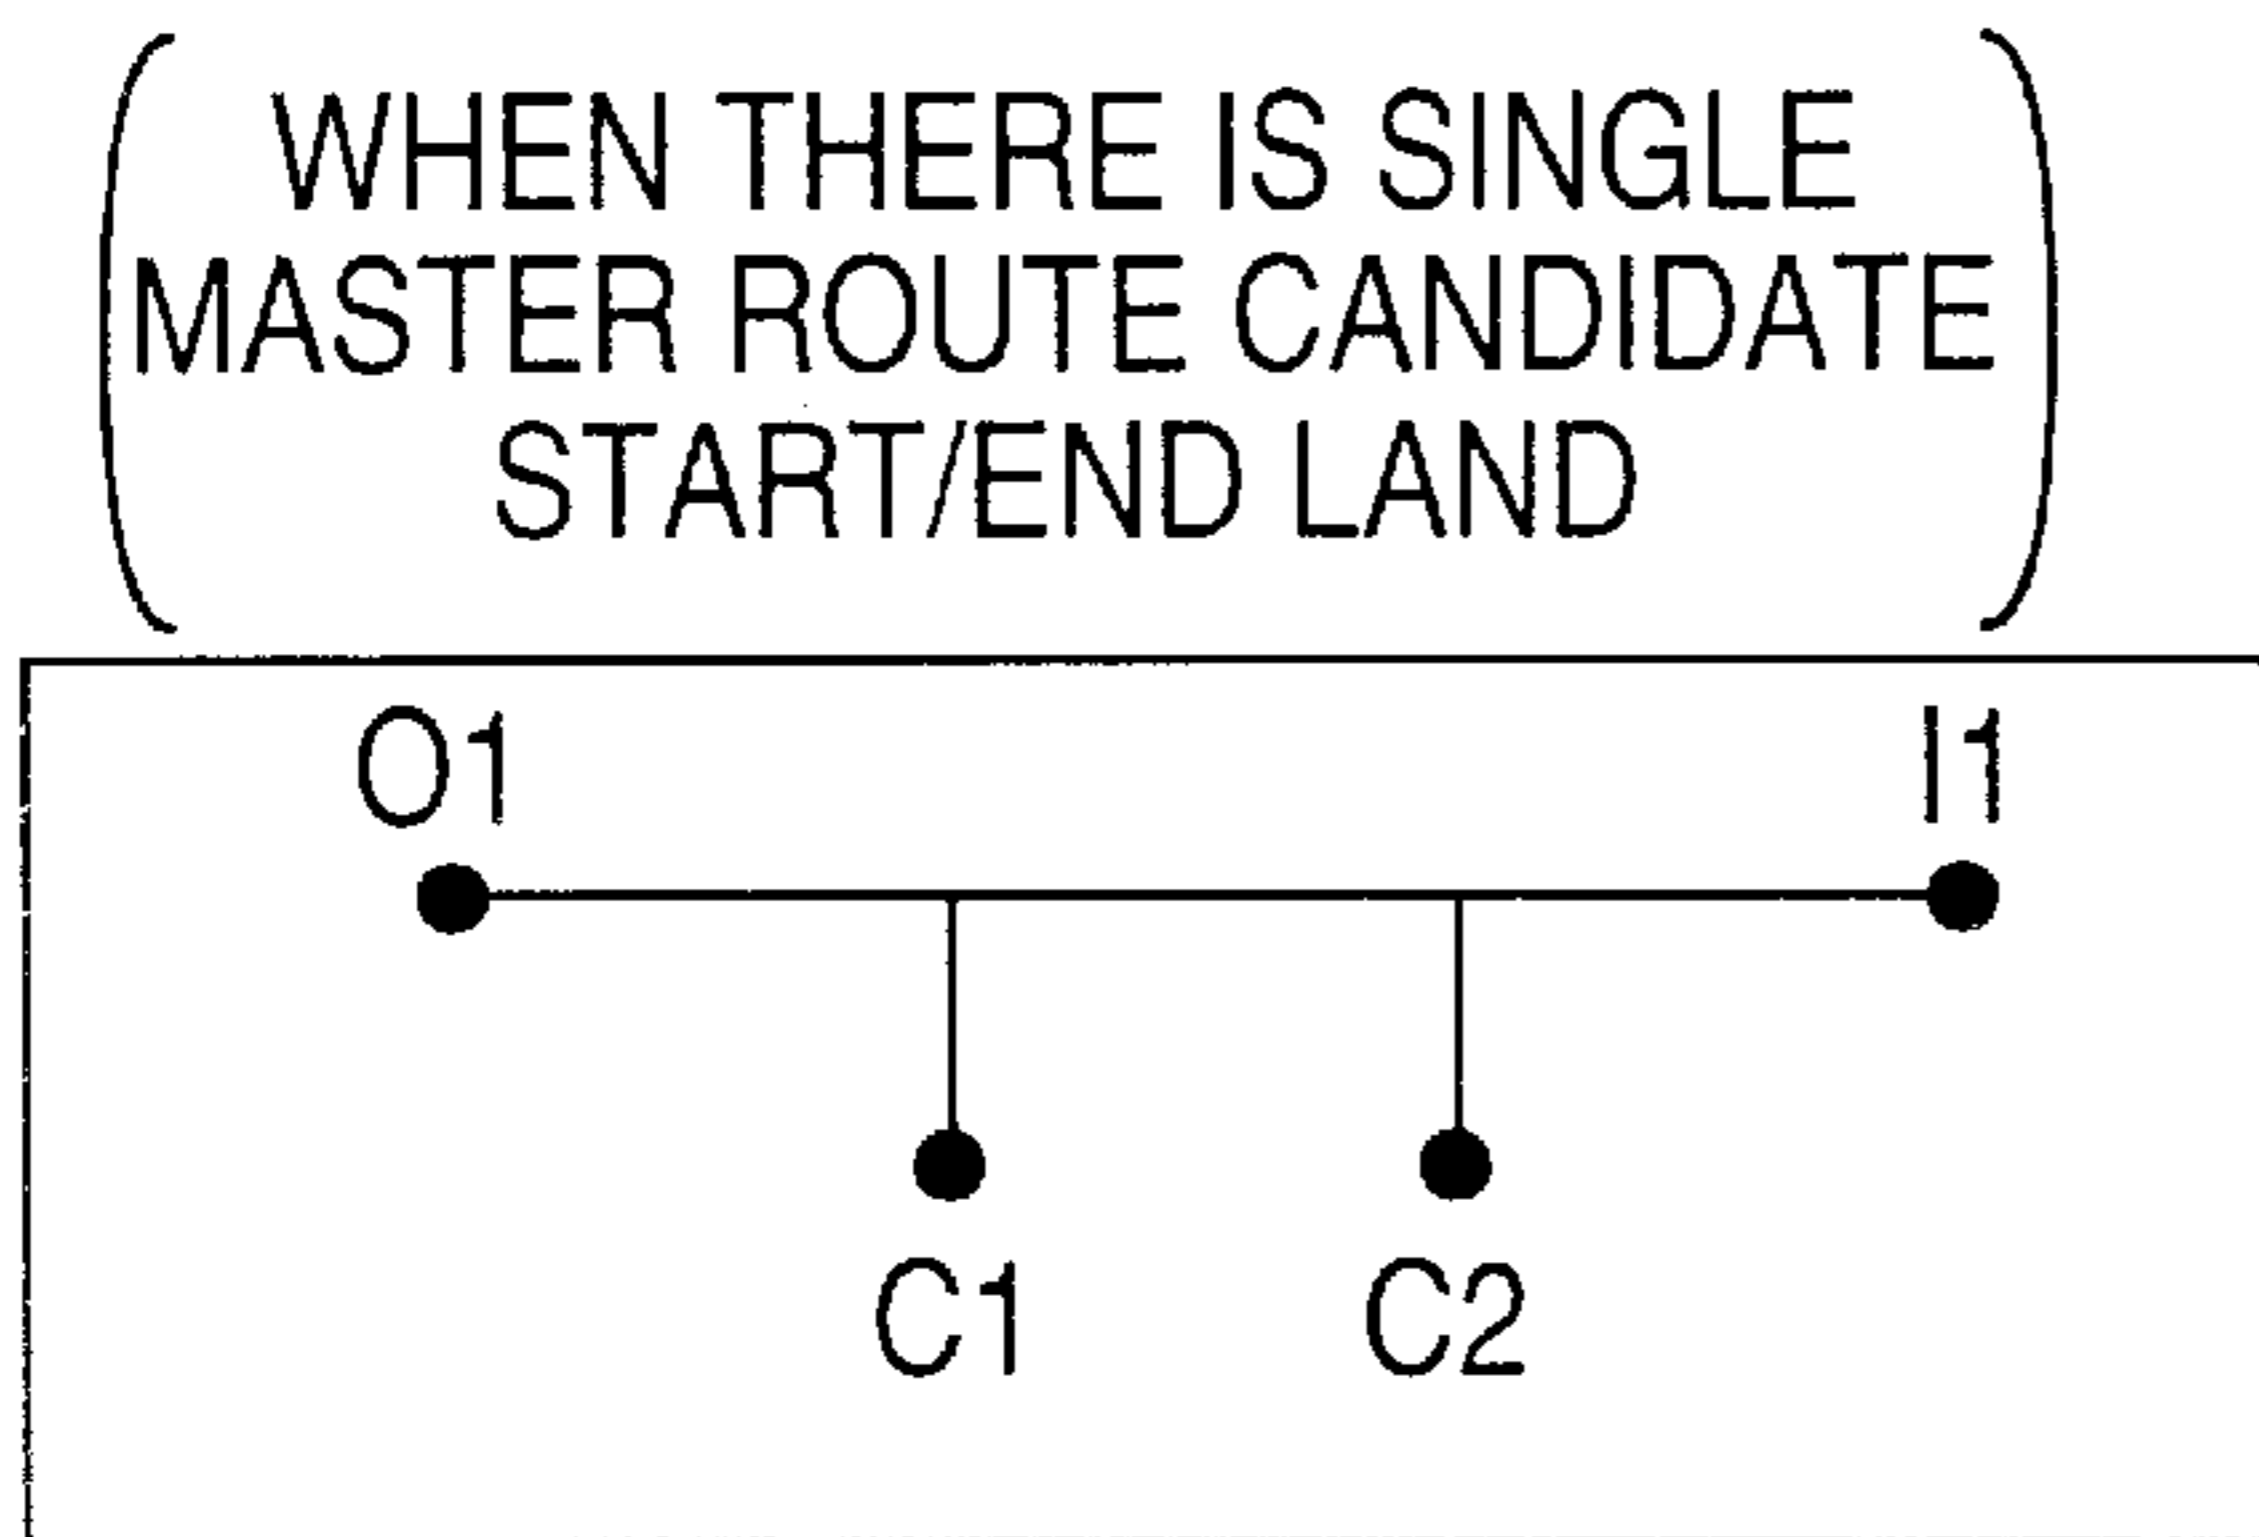 WHEN THERE IS SINGLE
MASTER ROUTE CANDIDATE
START/END LAND
O1 I1
C1 C2